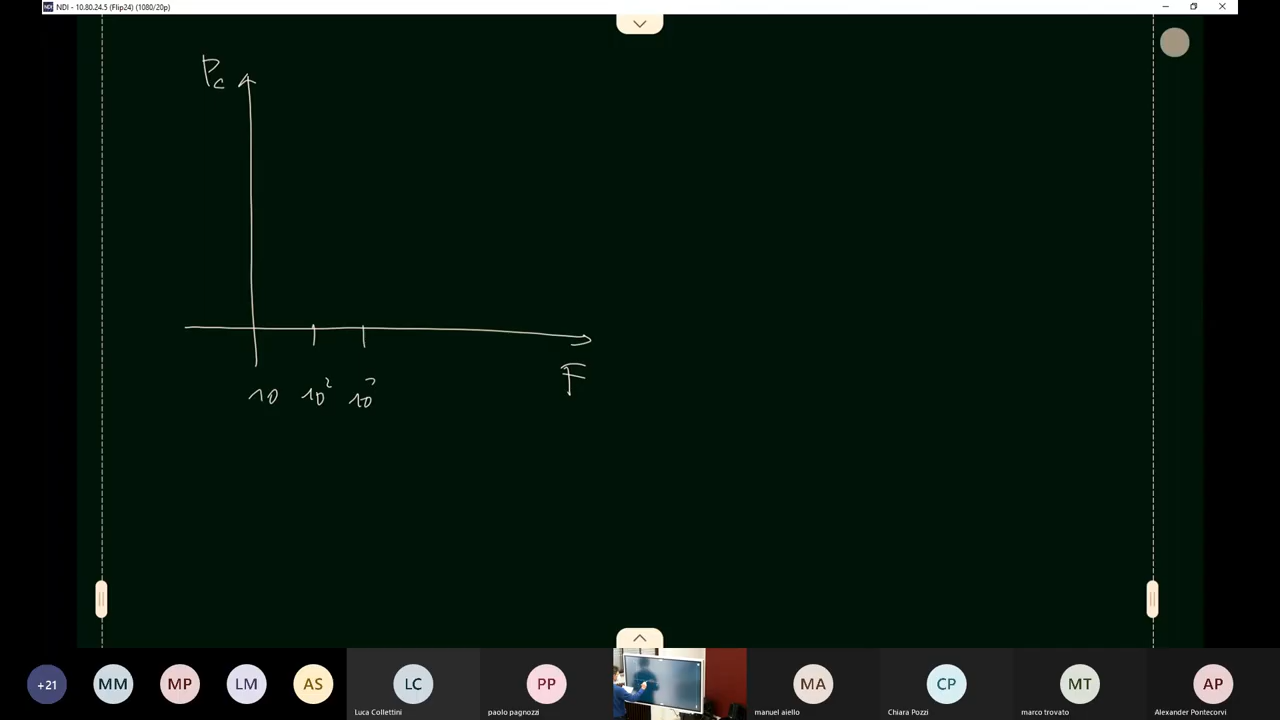 NDI - 10.80.24.5 (Flip24) (1080/20p)
Pc
10 10² 10³
F
+21 MM MP LM AS LC PP MA CP MT AP
Luca Collettini paolo pagnozzi manuel aiello Chiara Pozzi marco trovato Alexander Pontecorvi